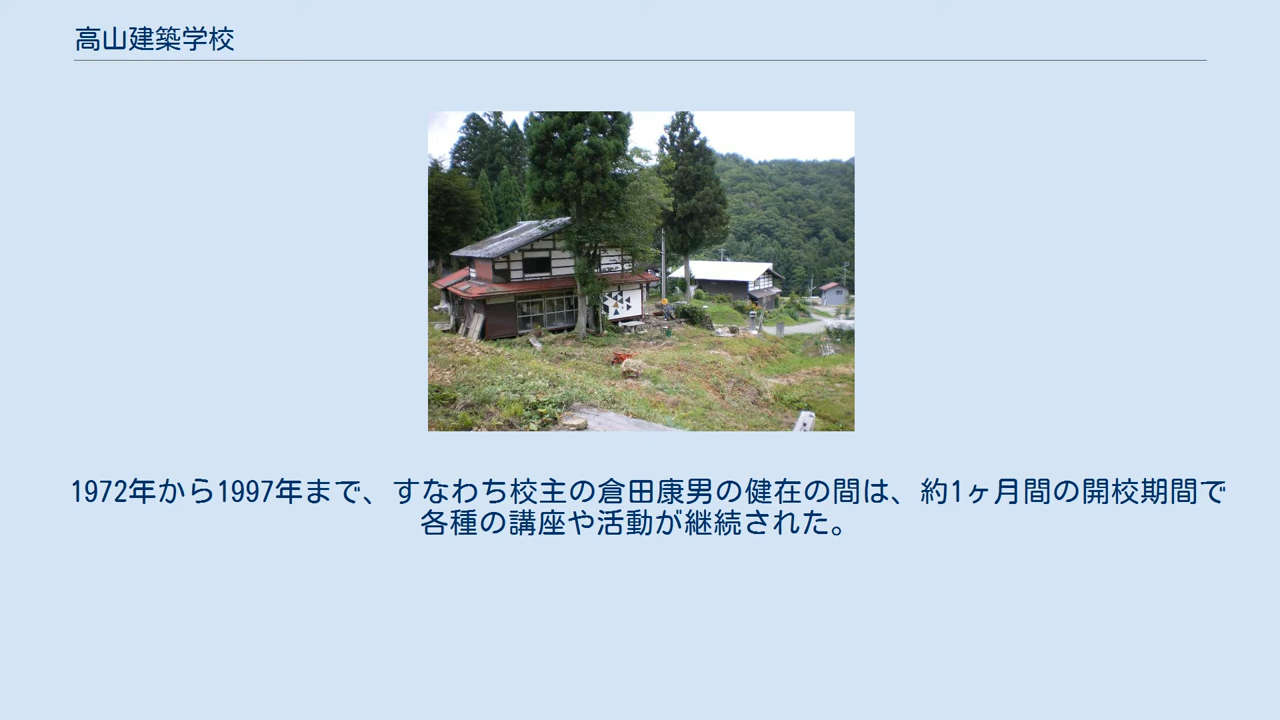 高山建築学校
1972年から1997年まで、すなわち校主の倉田康男の健在の間は、約1ヶ月間の開校期間で
各種の講座や活動が継続された。